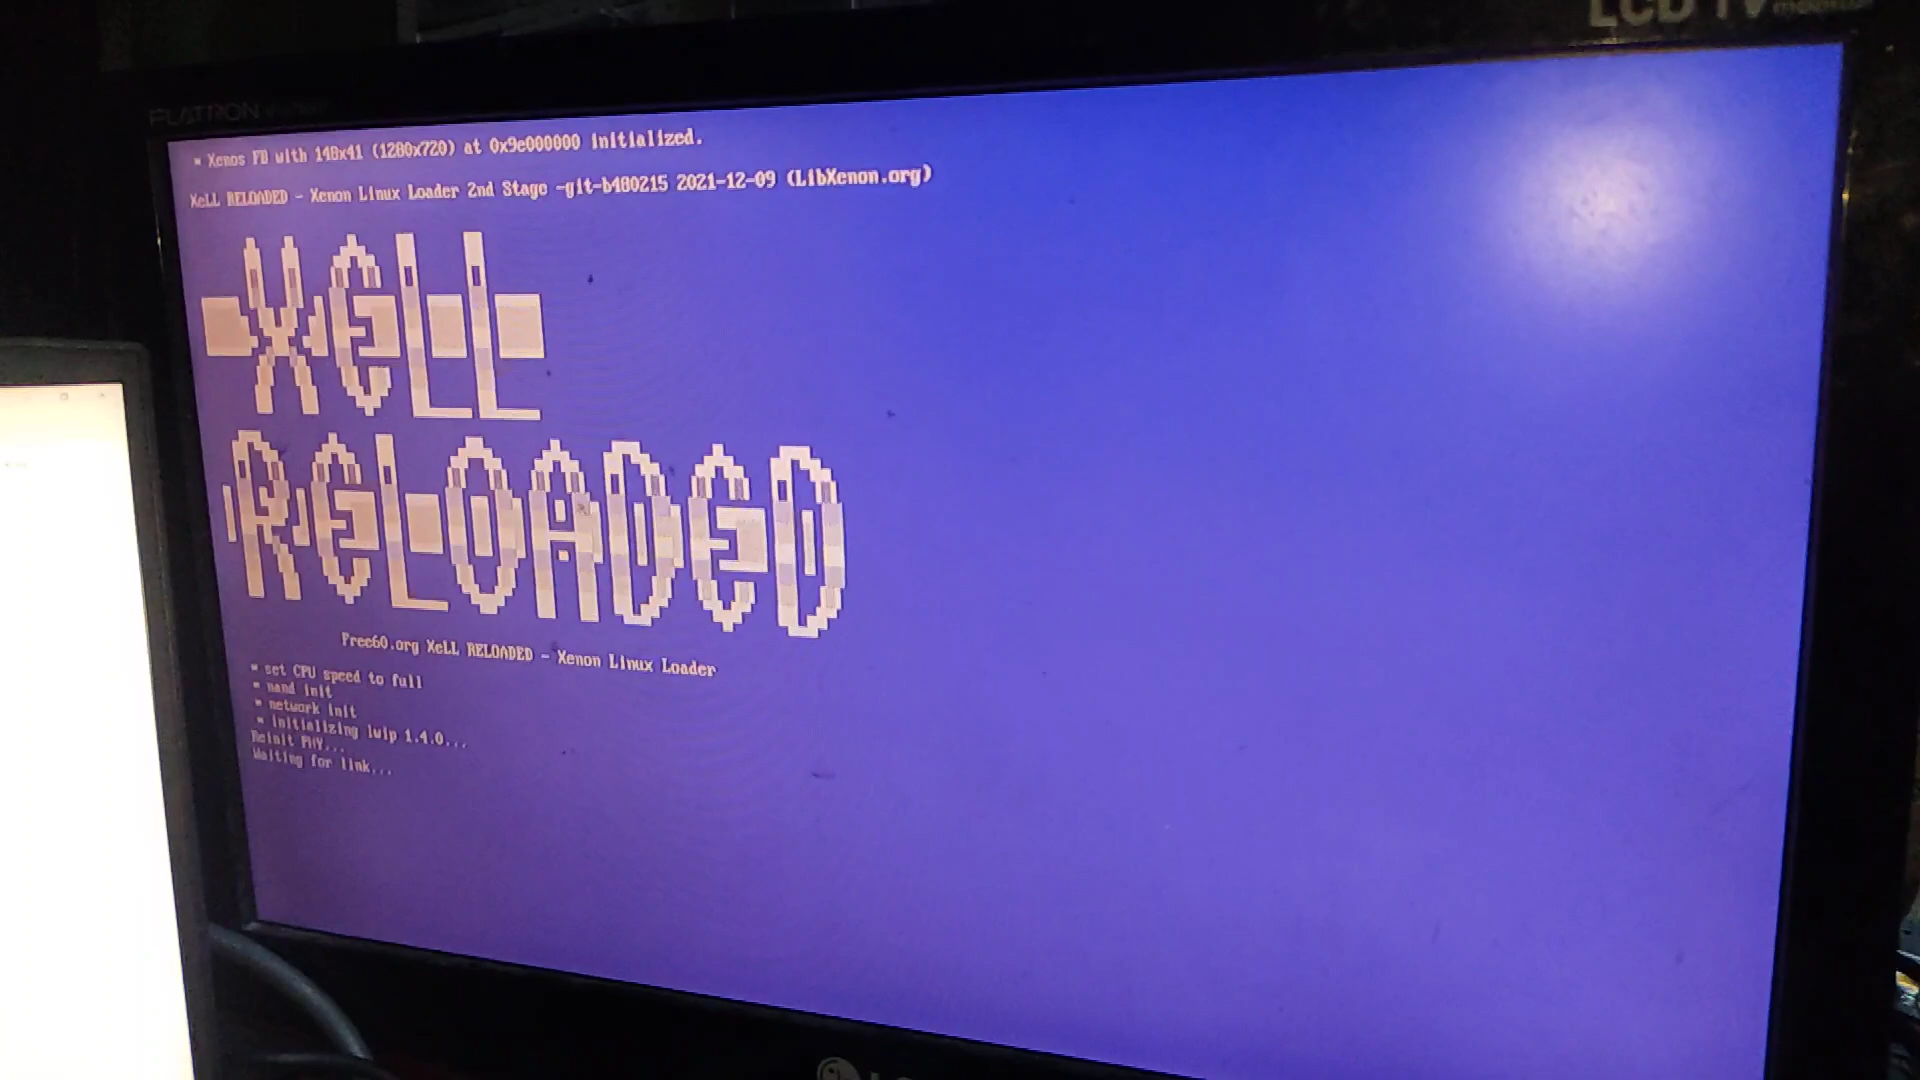 LCD TV
FLATRON
* Xenos FB with 148x41 (1280x720) at 0x9e000000 initialized.
XeLL RELOADED - Xenon Linux Loader 2nd Stage -git-b480215 2021-12-09 (LibXenon.org)
XeLL
ReLOADeD
Free60.org XeLL RELOADED - Xenon Linux Loader
* set CPU speed to full
* nand init
* network init
* initializing lwip 1.4.0...
Reinit PHY...
Waiting for link...